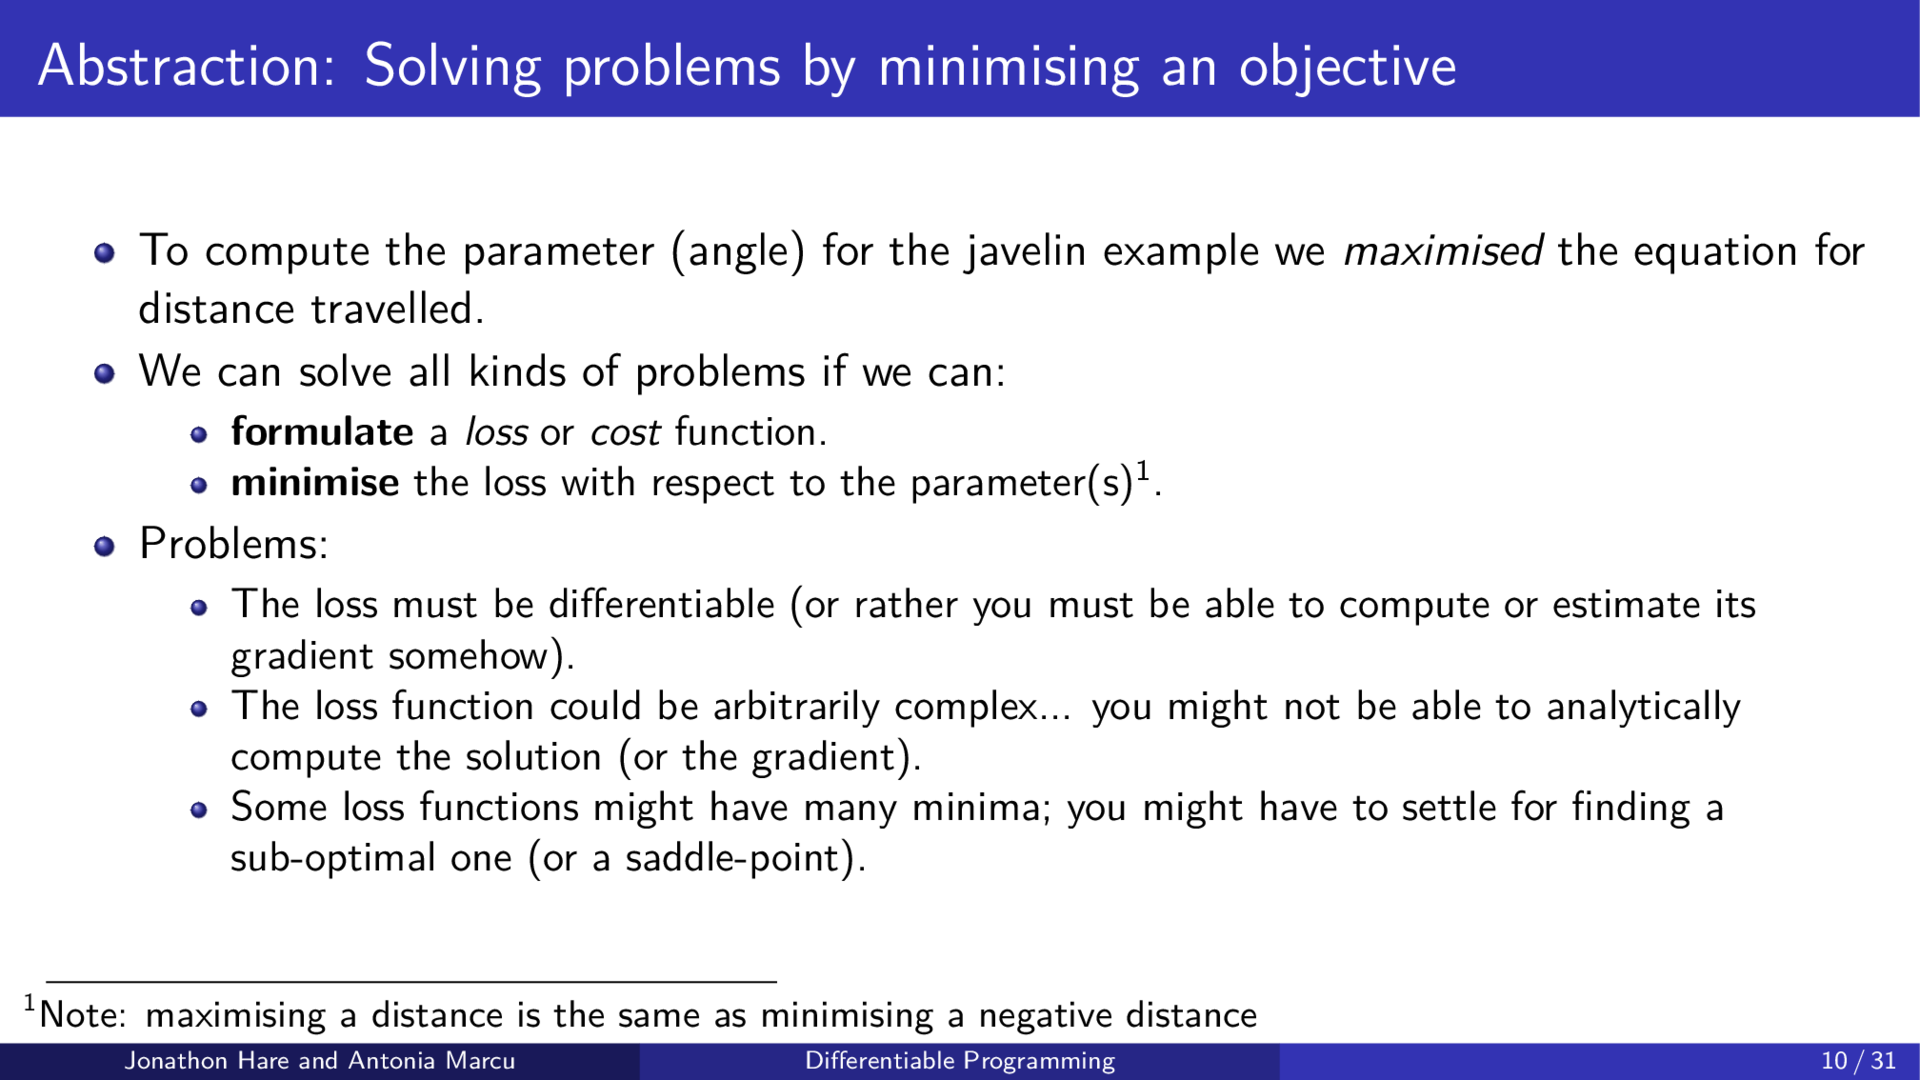 Abstraction: Solving problems by minimising an objective
To compute the parameter (angle) for the javelin example we maximised the equation for
distance travelled.
We can solve all kinds of problems if we can:
formulate a loss or cost function.
minimise the loss with respect to the parameter(s)¹.
Problems:
The loss must be differentiable (or rather you must be able to compute or estimate its
gradient somehow).
The loss function could be arbitrarily complex... you might not be able to analytically
compute the solution (or the gradient).
Some loss functions might have many minima; you might have to settle for finding a
sub-optimal one (or a saddle-point).
¹Note: maximising a distance is the same as minimising a negative distance
Jonathon Hare and Antonia Marcu Differentiable Programming 10 / 31